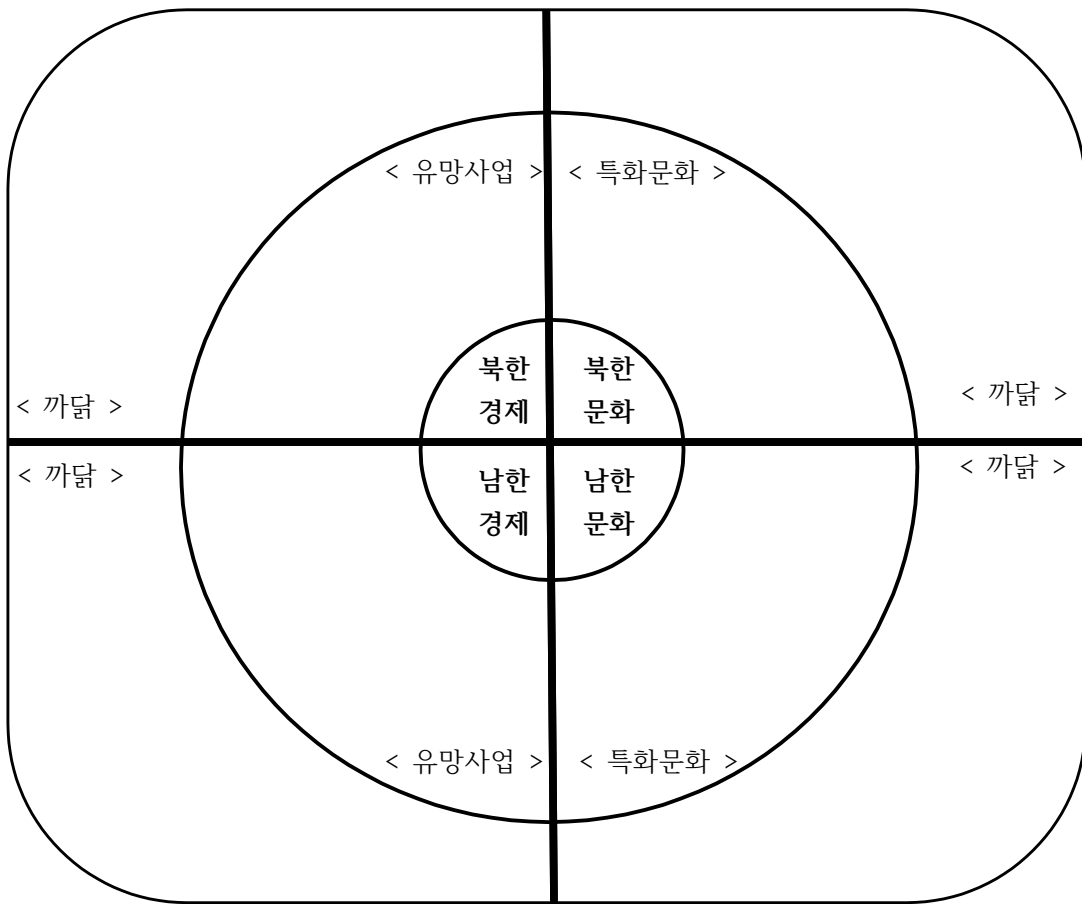 < 유망사업 >
< 특화문화 >
북한
경제
북한
문화
< 까닭 >
< 까닭 >
< 까닭 >
< 까닭 >
남한
경제
남한
문화
< 유망사업 >
< 특화문화 >